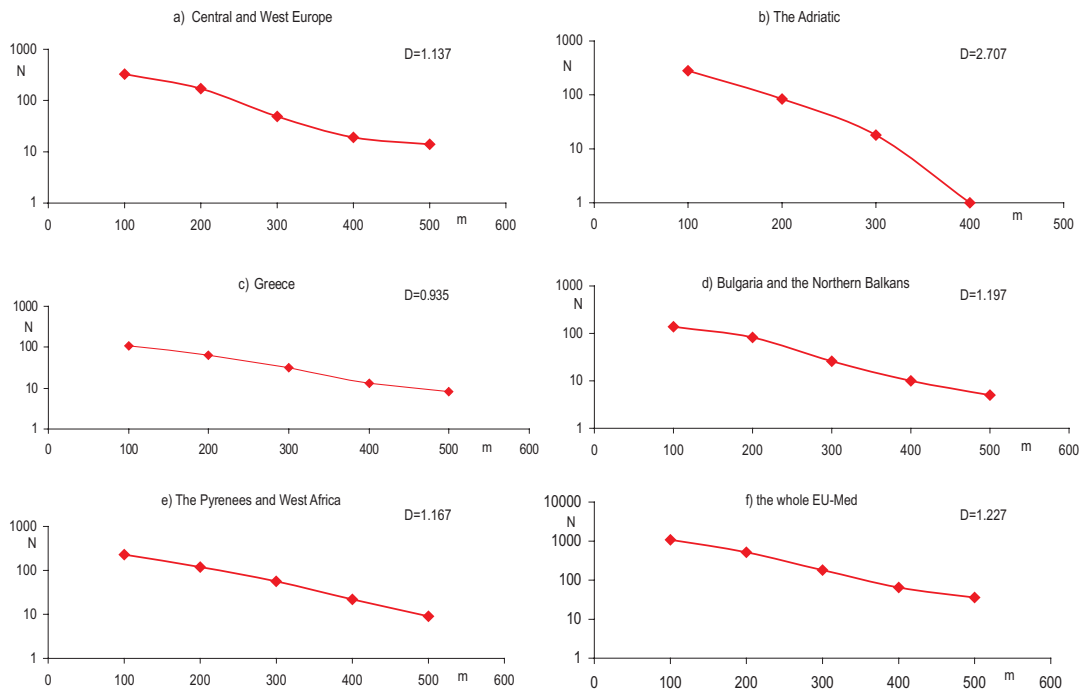 a) Central and West Europe
D=1.137
1000
N
100
10
1
0 100 200 300 400 500 m 600
b) The Adriatic
D=2.707
1000
N
100
10
1
0 100 200 300 400 m 500
c) Greece
D=0.935
1000
N
100
10
1
0 100 200 300 400 500 m 600
d) Bulgaria and the Northern Balkans
D=1.197
1000
N
100
10
1
0 100 200 300 400 500 m 600
e) The Pyrenees and West Africa
D=1.167
1000
N
100
10
1
0 100 200 300 400 500 m 600
f) the whole EU-Med
D=1.227
10000
N
1000
100
10
1
0 100 200 300 400 500 m 600